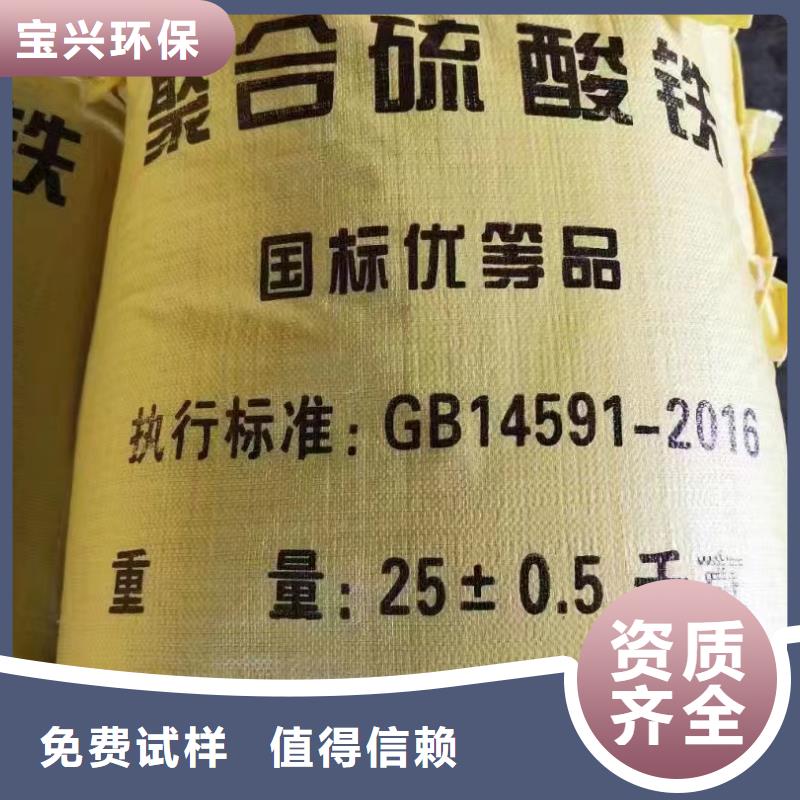 宝兴环保
聚合硫酸铁
铁
国标优等品
执行标准:GB14591-2016
重量:25±0.5千
资质
齐全
免费试样 值得信赖